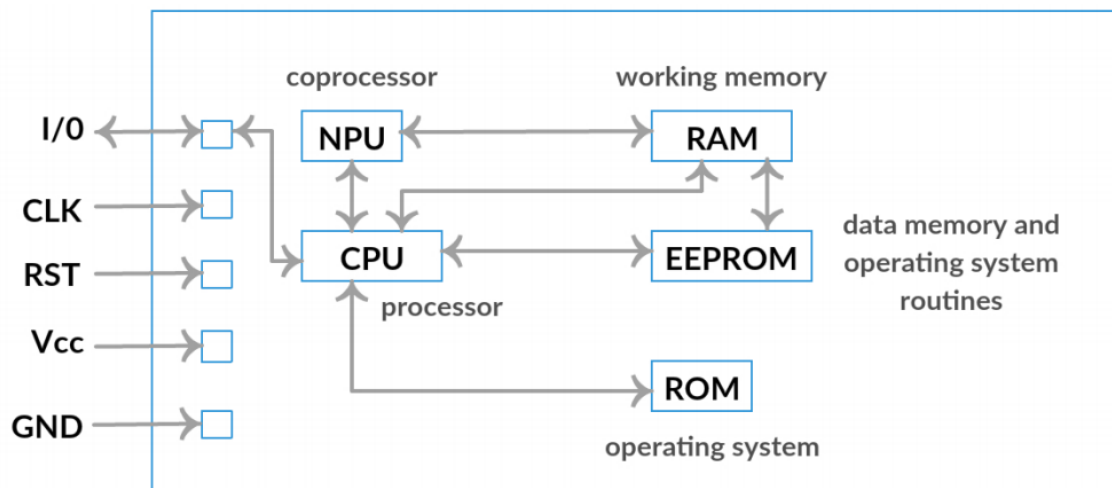 coprocessor
working memory
I/0
NPU
RAM
CLK
data memory and
operating system
routines
CPU
EEPROM
RST
processor
Vcc
ROM
GND
operating system